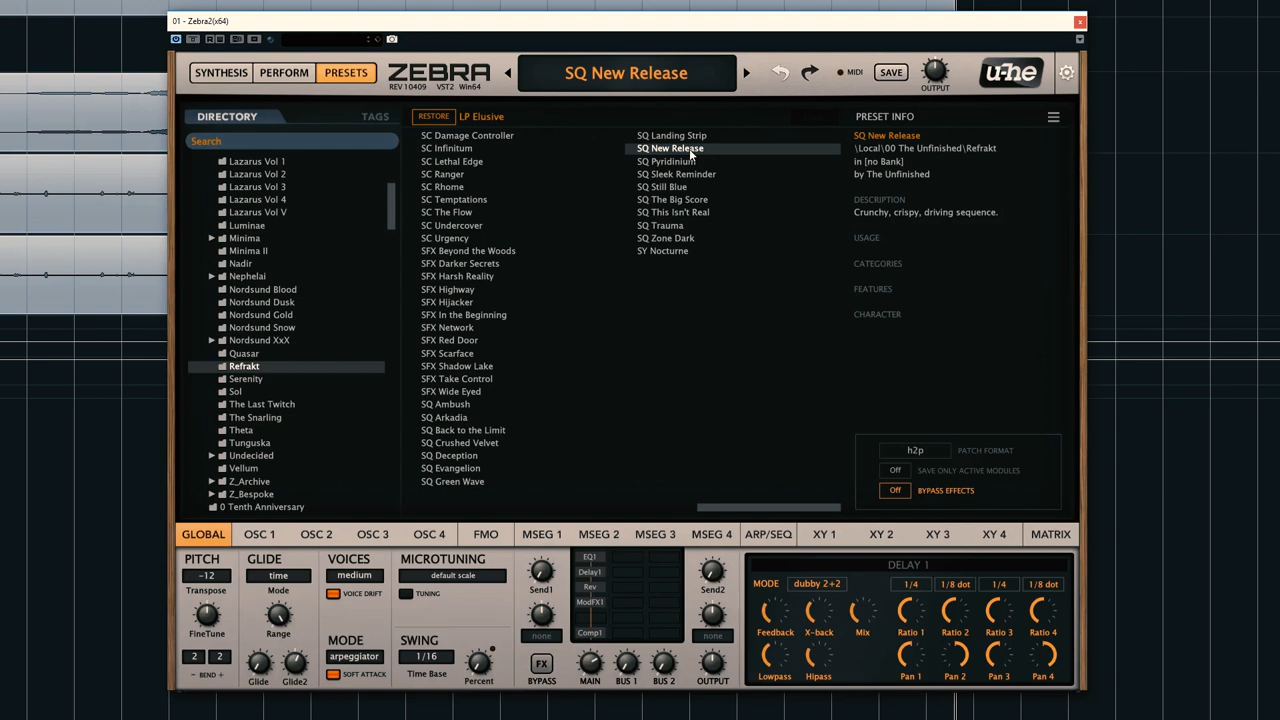 01 - Zebra2(x64)
x
SYNTHESIS PERFORM PRESETS
ZEBRA
REV 10409 VST2 Win64
SQ New Release
MIDI
SAVE
OUTPUT
u-he
DIRECTORY
TAGS
Search
Lazarus Vol 1
Lazarus Vol 2
Lazarus Vol 3
Lazarus Vol 4
Lazarus Vol V
Luminae
Minima
Minima II
Nadir
Nephelai
Nordsund Blood
Nordsund Dusk
Nordsund Gold
Nordsund Snow
Nordsund XxX
Quasar
Refrakt
Serenity
Sol
The Last Twitch
The Snarling
Theta
Tunguska
Undecided
Vellum
Z_Archive
Z_Bespoke
0 Tenth Anniversary
RESTORE
LP Elusive
SC Damage Controller
SC Infinitum
SC Lethal Edge
SC Ranger
SC Rhome
SC Temptations
SC The Flow
SC Undercover
SC Urgency
SFX Beyond the Woods
SFX Darker Secrets
SFX Harsh Reality
SFX Highway
SFX Hijacker
SFX In the Beginning
SFX Network
SFX Red Door
SFX Scarface
SFX Shadow Lake
SFX Take Control
SFX Wide Eyed
SQ Ambush
SQ Arkadia
SQ Back to the Limit
SQ Crushed Velvet
SQ Deception
SQ Evangelion
SQ Green Wave
SQ Landing Strip
SQ New Release
SQ Pyridinium
SQ Sleek Reminder
SQ Still Blue
SQ The Big Score
SQ This Isn't Real
SQ Trauma
SQ Zone Dark
SY Nocturne
PRESET INFO
SQ New Release
\Local\00 The Unfinished\Refrakt
in [no Bank]
by The Unfinished
DESCRIPTION
Crunchy, crispy, driving sequence.
USAGE
CATEGORIES
FEATURES
CHARACTER
h2p PATCH FORMAT
Off SAVE ONLY ACTIVE MODULES
Off BYPASS EFFECTS
GLOBAL OSC 1 OSC 2 OSC 3 OSC 4 FMO MSEG 1 MSEG 2 MSEG 3 MSEG 4 ARP/SEQ XY 1 XY 2 XY 3 XY 4 MATRIX
PITCH
-12
Transpose
FineTune
2 2
- BEND +
GLIDE
time
Mode
Range
Glide Glide2
VOICES
medium
VOICE DRIFT
MODE
arpeggiator
SOFT ATTACK
MICROTUNING
default scale
TUNING
SWING
1/16
Time Base
Percent
Send1
none
FX
BYPASS
EQ1
Delay1
Rev
ModFX1
Comp1
MAIN BUS 1 BUS 2
Send2
none
OUTPUT
DELAY 1
MODE dubby 2+2 1/4 1/8 dot 1/4 1/8 dot
Feedback X-back Mix Ratio 1 Ratio 2 Ratio 3 Ratio 4
Lowpass Hipass Pan 1 Pan 2 Pan 3 Pan 4